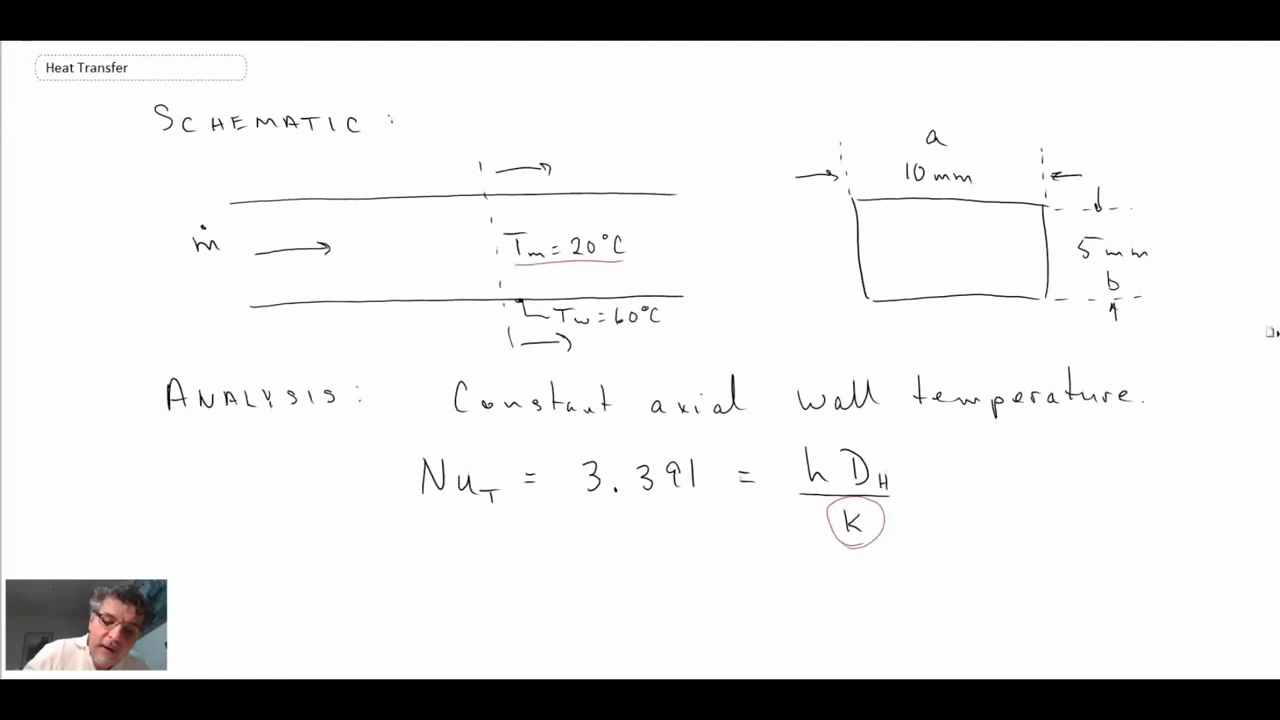 Heat Transfer
SCHEMATIC :
a
10 mm
ṁ
Tm = 20°C
5 mm
b
Tw = 60°C
ANALYSIS : Constant axial wall temperature.
NuT = 3.391 = h DH
k